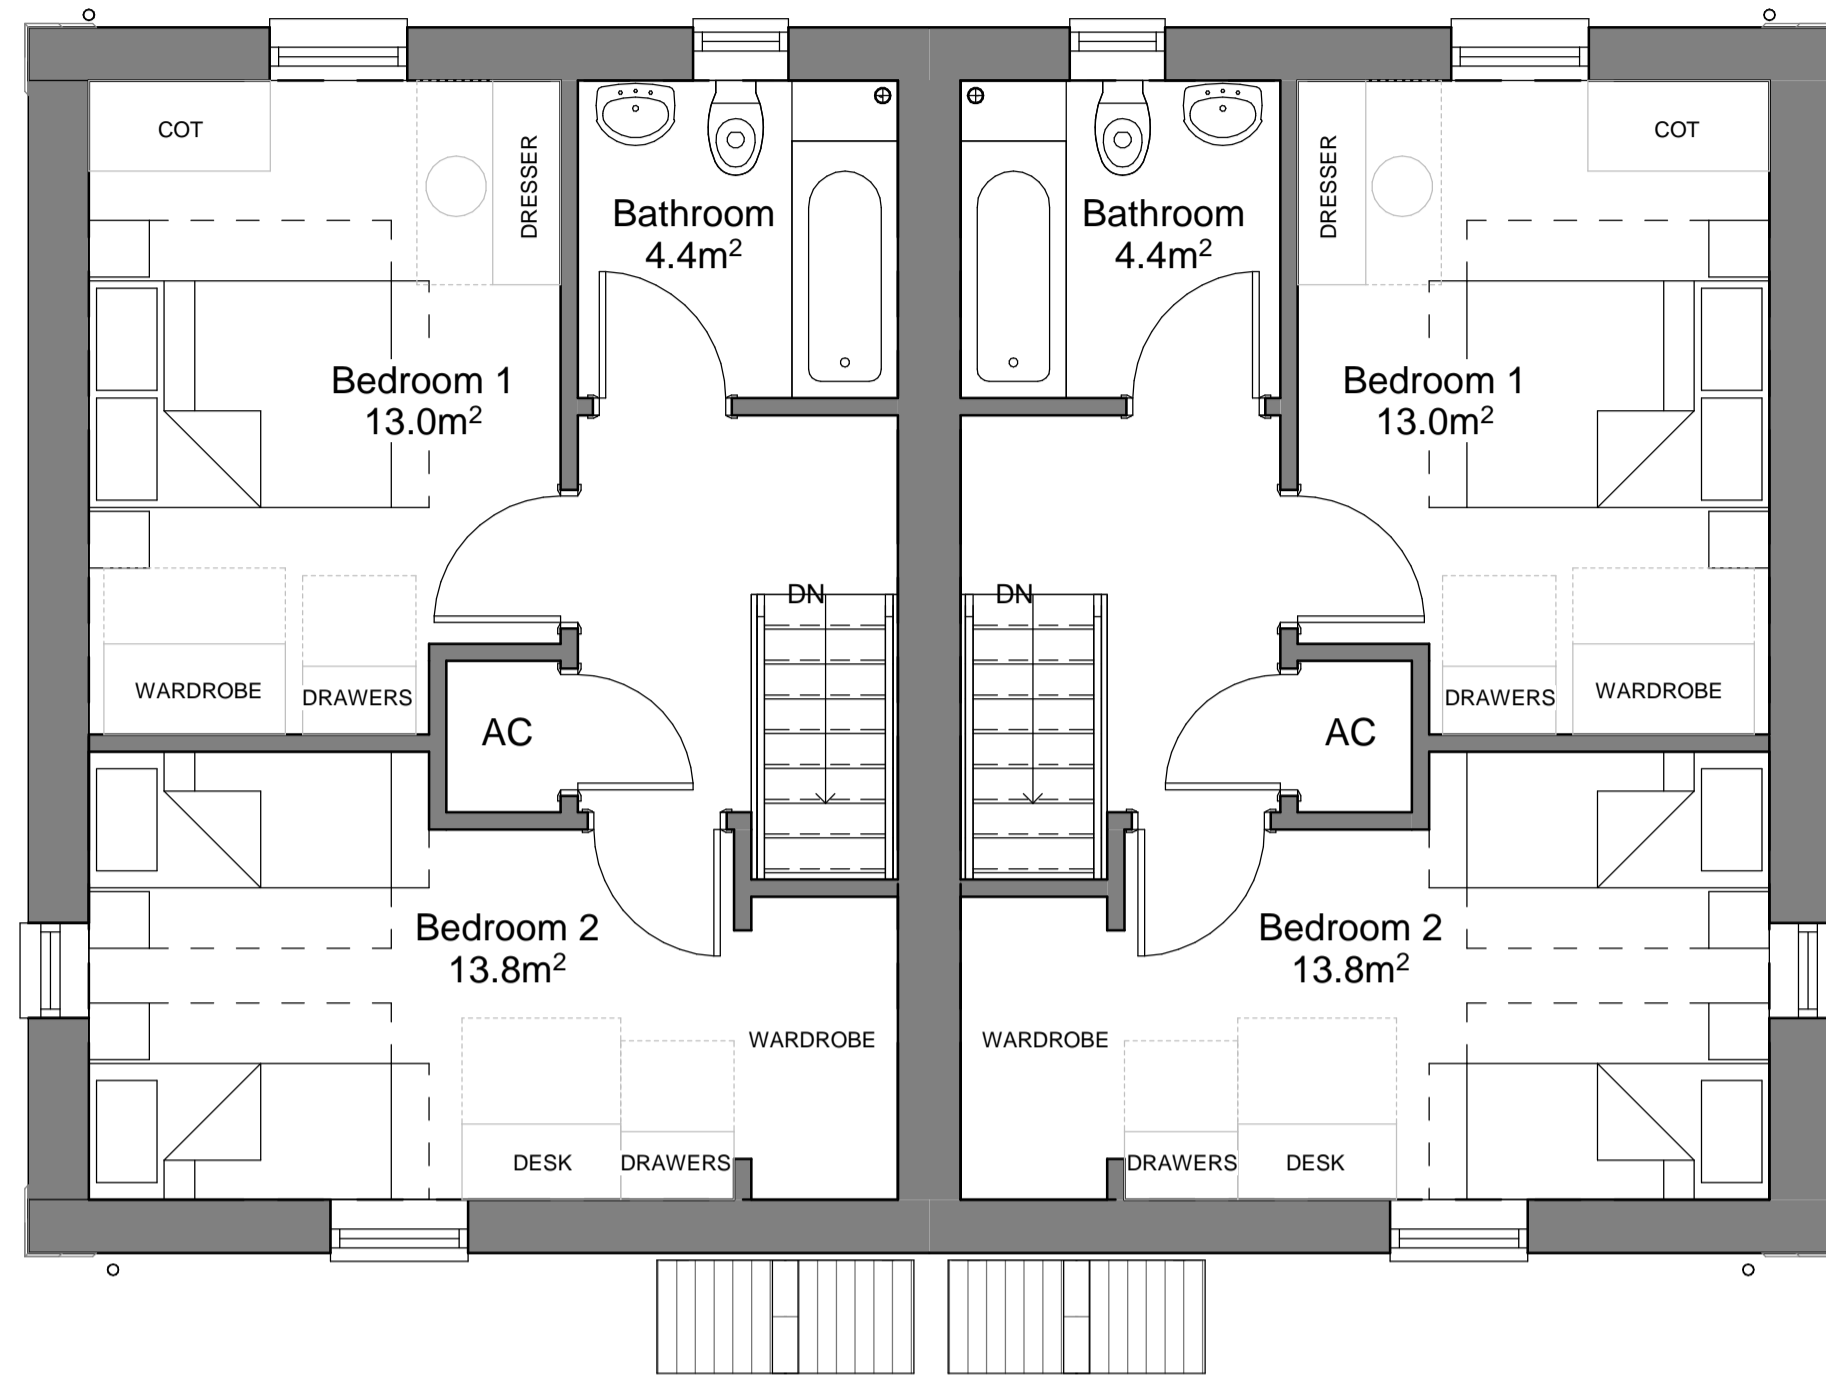 COT
DRESSER
Bathroom
4.4m²
Bathroom
4.4m²
DRESSER
COT
Bedroom 1
13.0m²
Bedroom 1
13.0m²
DN
DN
WARDROBE
DRAWERS
AC
AC
DRAWERS
WARDROBE
Bedroom 2
13.8m²
Bedroom 2
13.8m²
WARDROBE
WARDROBE
DESK
DRAWERS
DRAWERS
DESK